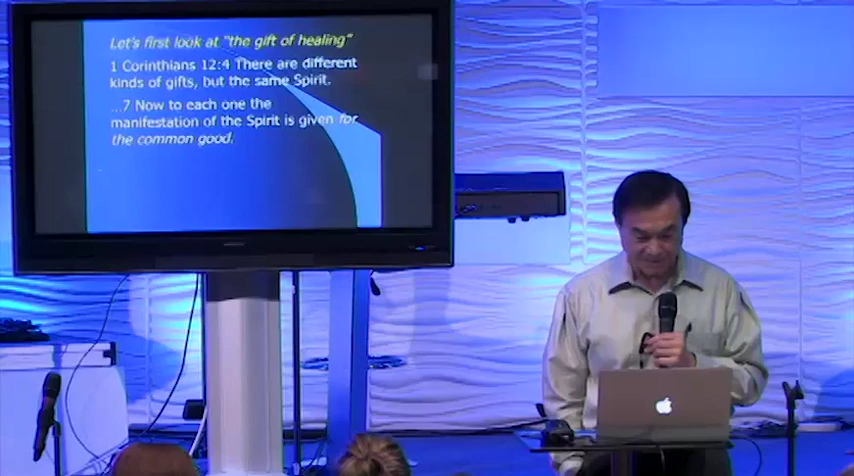 Let's first look at "the gift of healing"
1 Corinthians 12:4 There are different
kinds of gifts, but the same Spirit.
...7 Now to each one the
manifestation of the Spirit is given for
the common good.